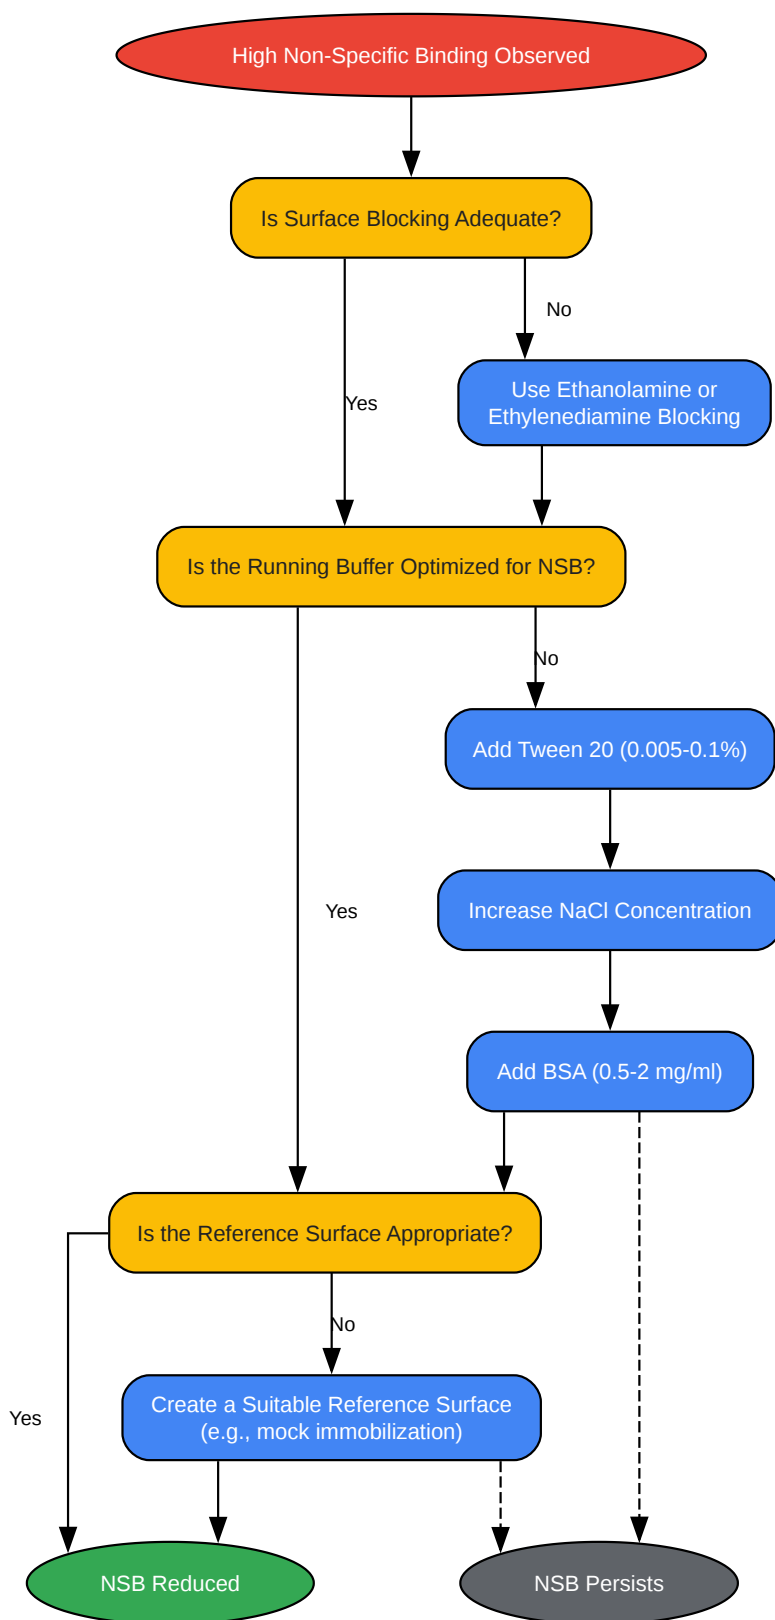 High Non-Specific Binding Observed
Is Surface Blocking Adequate?
No
Use Ethanolamine or
Ethylenediamine Blocking
Yes
Is the Running Buffer Optimized for NSB?
No
Add Tween 20 (0.005-0.1%)
Increase NaCl Concentration
Yes
Add BSA (0.5-2 mg/ml)
Is the Reference Surface Appropriate?
No
Create a Suitable Reference Surface
(e.g., mock immobilization)
Yes
NSB Reduced
NSB Persists